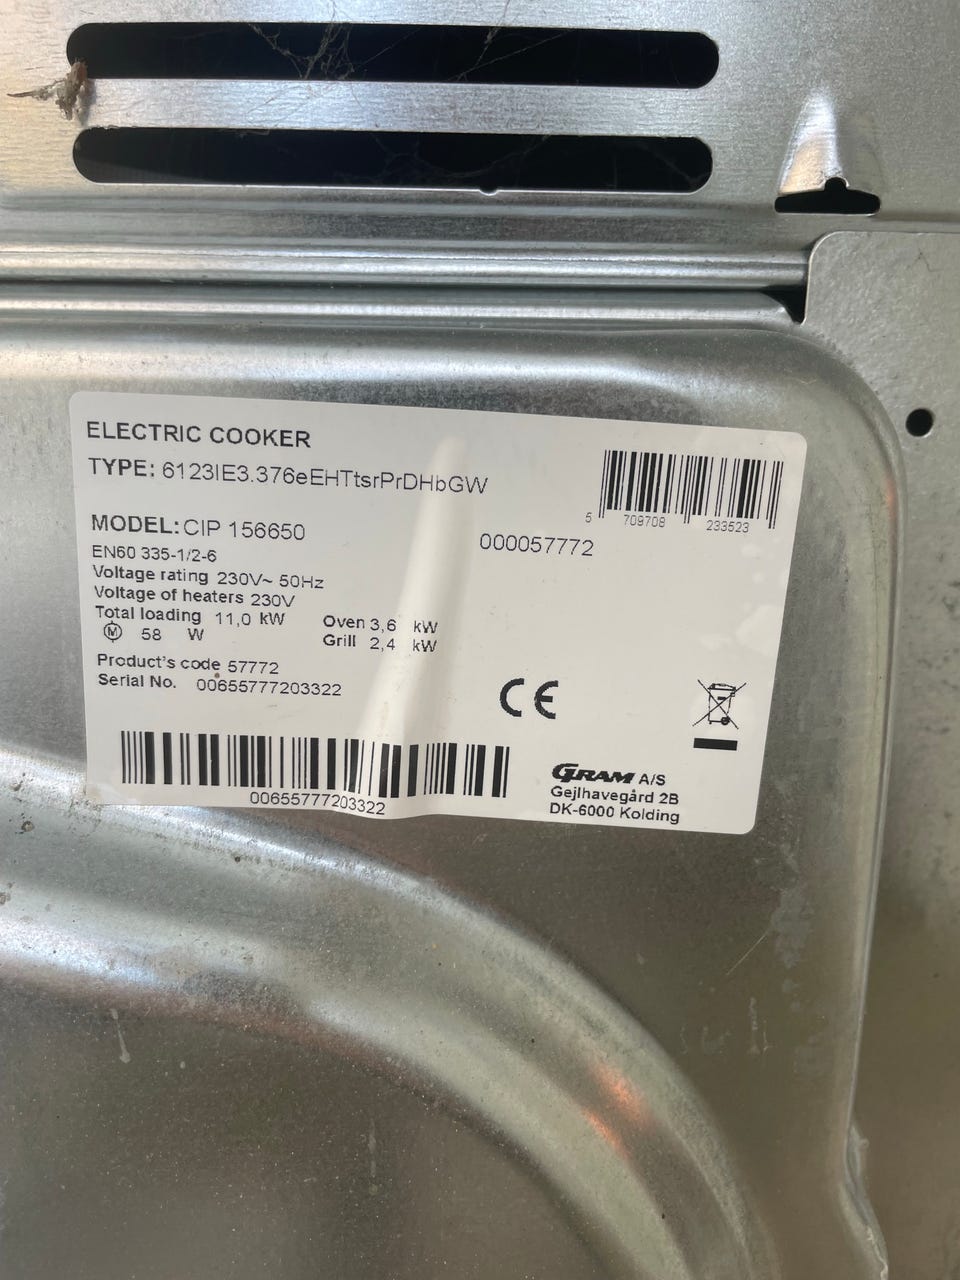 ELECTRIC COOKER
TYPE: 6123IE3.376eEHTtsrPrDHbGW
5 709708 233523
MODEL: CIP 156650
000057772
EN60 335-1/2-6
Voltage rating 230V~ 50Hz
Voltage of heaters 230V
Total loading 11,0 kW
Oven 3,6 kW
M 58 W
Grill 2,4 kW
Product's code 57772
Serial No. 00655777203322
CE
00655777203322
GRAM A/S
Gejlhavegård 2B
DK-6000 Kolding